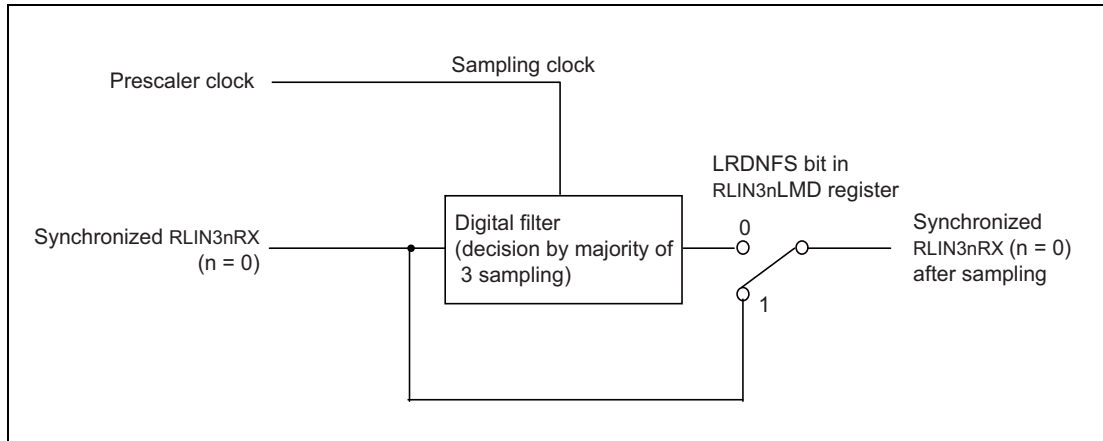 Sampling clock
Prescaler clock
LRDNFS bit in
RLIN3nLMD register
Synchronized RLIN3nRX
(n = 0)
Digital filter
(decision by majority of
3 sampling)
0
1
Synchronized
RLIN3nRX (n = 0)
after sampling